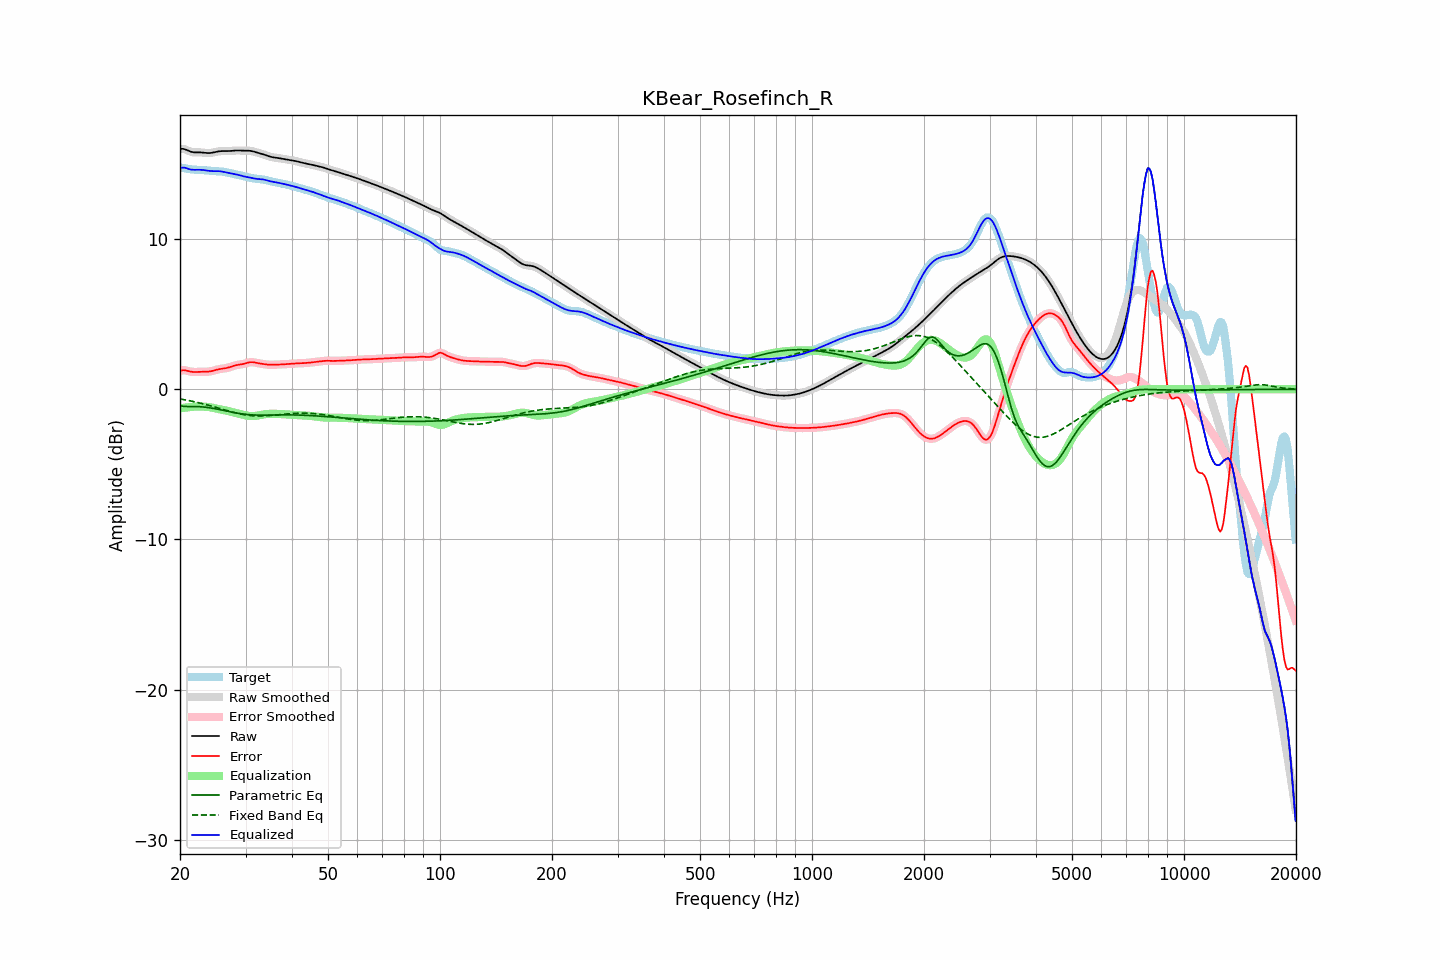 KBear_Rosefinch_R
10
0
−10
−20
−30
Amplitude (dBr)
Target
Raw Smoothed
Error Smoothed
Raw
Error
Equalization
Parametric Eq
Fixed Band Eq
Equalized
20 50 100 200 500 1000 2000 5000 10000 20000
Frequency (Hz)